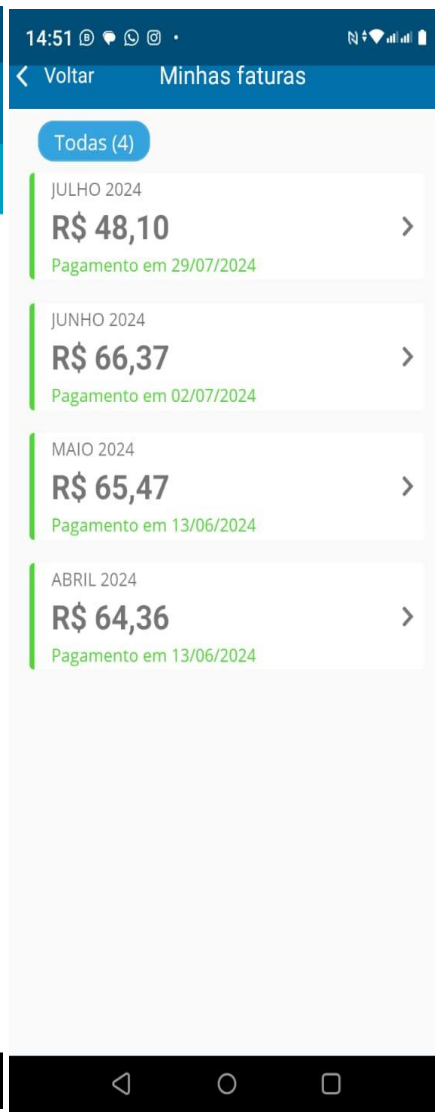 14:51
Voltar Minhas faturas
Todas (4)
JULHO 2024
R$ 48,10
Pagamento em 29/07/2024
JUNHO 2024
R$ 66,37
Pagamento em 02/07/2024
MAIO 2024
R$ 65,47
Pagamento em 13/06/2024
ABRIL 2024
R$ 64,36
Pagamento em 13/06/2024